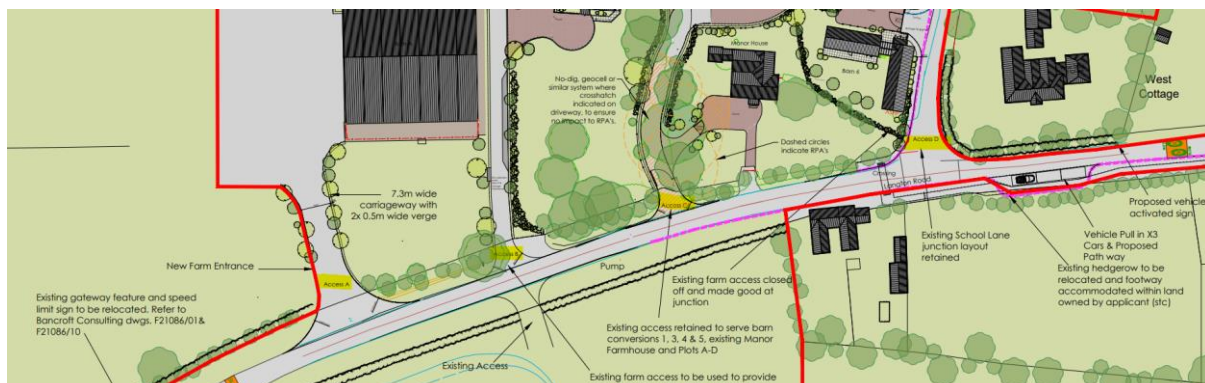 Manor House
Barn 6
West
Cottage
No-dig, geocell or
similar system where
crosshatch
indicated on
driveway, to ensure
no impact to RPA's.
Dashed circles
indicate RPA's
Access D
Crossing
Langton Road
7.3m wide
carriageway with
2x 0.5m wide verge
Access C
Proposed vehicle
activated sign
Existing School Lane
junction layout
retained
Vehicle Pull in X3
Cars & Proposed
Path way
New Farm Entrance
Access B
Access A
Pump
Existing farm access closed
off and made good at
junction
Existing hedgerow to be
relocated and footway
accommodated within land
owned by applicant (stc)
Existing gateway feature and speed
limit sign to be relocated. Refer to
Bancroft Consulting dwgs. F21086/01&
F21086/10
Existing access retained to serve barn
conversions 1, 3, 4 & 5, existing Manor
Farmhouse and Plots A-D
Existing Access
Existing farm access to be used to provide